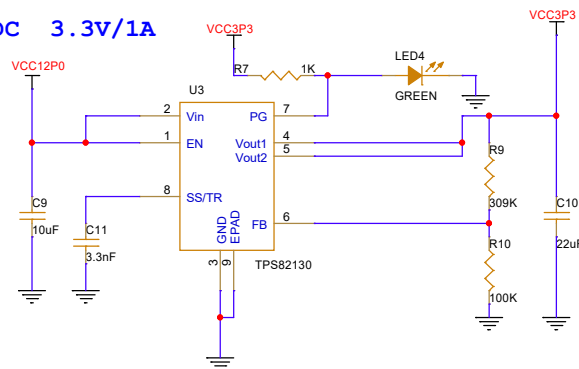 DC 3.3V/1A
VCC3P3
VCC3P3
VCC12P0
R7
1K
LED4
GREEN
U3
2
Vin
PG
7
1
EN
Vout1
4
Vout2
5
R9
309K
8
SS/TR
FB
6
C9
10uF
C11
3.3nF
C10
22uF
R10
100K
GND
EPAD
3
9
TPS82130